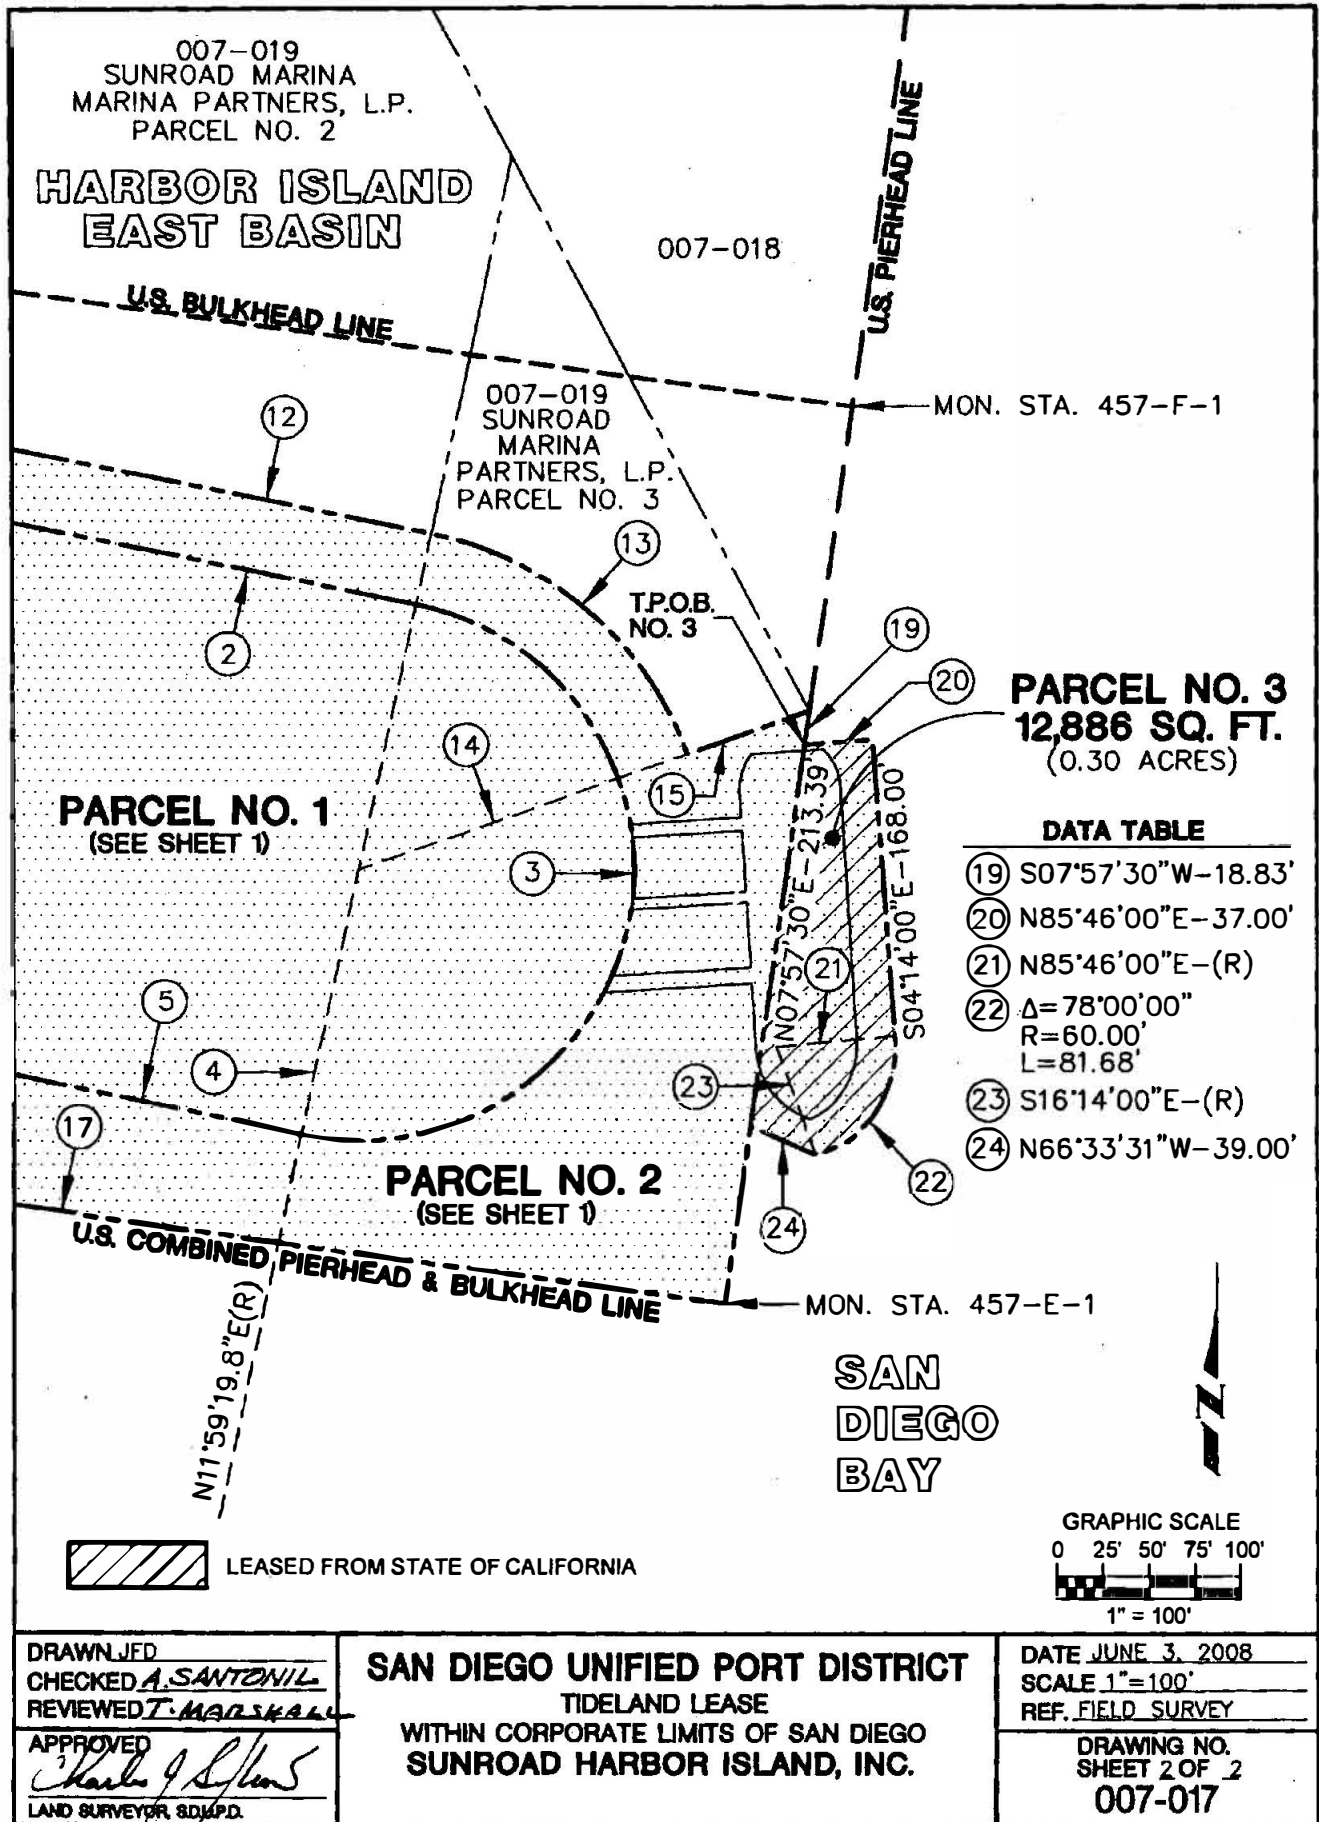 007-019
SUNROAD MARINA
MARINA PARTNERS, L.P.
PARCEL NO. 2
HARBOR ISLAND
EAST BASIN
007-018
U.S. PIERHEAD LINE
U.S. BULKHEAD LINE
MON. STA. 457-F-1
007-019
SUNROAD
MARINA
PARTNERS, L.P.
PARCEL NO. 3
12
13
2
T.P.O.B.
NO. 3
19
20
PARCEL NO. 3
12,886 SQ. FT.
(0.30 ACRES)
14
15
PARCEL NO. 1
(SEE SHEET 1)
3
N07°57'30"E-213.39'
S04°14'00"E-168.00'
DATA TABLE
19 S07°57'30"W-18.83'
20 N85°46'00"E-37.00'
21 N85°46'00"E-(R)
22 Δ=78°00'00"
R=60.00'
L=81.68'
23 S16°14'00"E-(R)
24 N66°33'31"W-39.00'
21
5
4
23
17
22
24
PARCEL NO. 2
(SEE SHEET 1)
U.S. COMBINED PIERHEAD & BULKHEAD LINE
MON. STA. 457-E-1
N11°59'19.8"E(R)
SAN
DIEGO
BAY
N
LEASED FROM STATE OF CALIFORNIA
GRAPHIC SCALE
0 25' 50' 75' 100'
1" = 100'
DRAWN JFD
CHECKED A. SANTONIL
REVIEWED T. MARSHALL
APPROVED
LAND SURVEYOR, S.D.U.P.D.
SAN DIEGO UNIFIED PORT DISTRICT
TIDELAND LEASE
WITHIN CORPORATE LIMITS OF SAN DIEGO
SUNROAD HARBOR ISLAND, INC.
DATE JUNE 3, 2008
SCALE 1"=100'
REF. FIELD SURVEY
DRAWING NO.
SHEET 2 OF 2
007-017